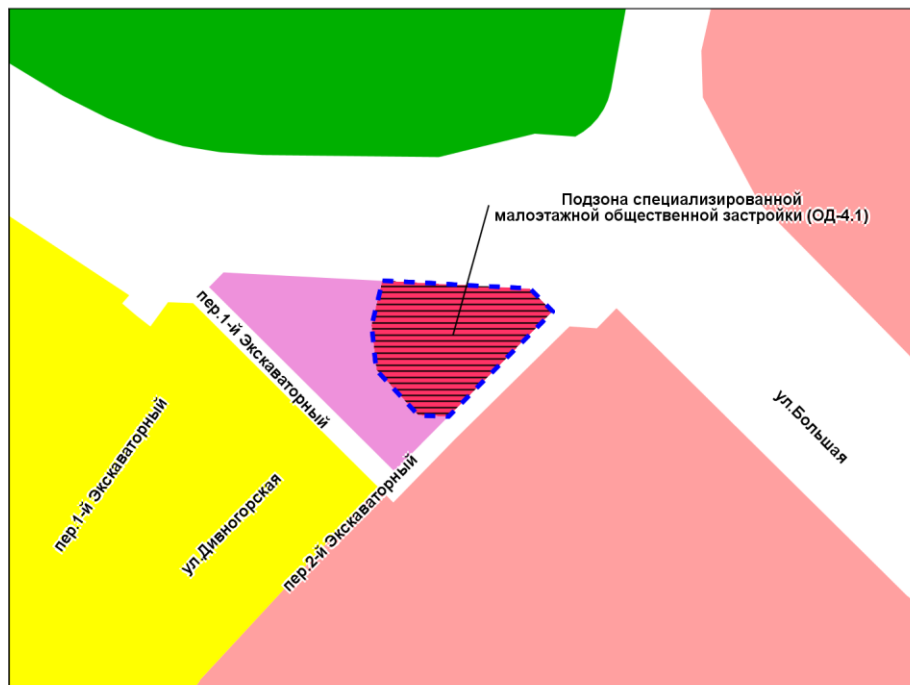 Подзона специализированной
малоэтажной общественной застройки (ОД-4.1)
пер.1-й Экскаваторный
ул.Большая
пер.1-й Экскаваторный
ул.Дивногорская
пер.2-й Экскаваторный